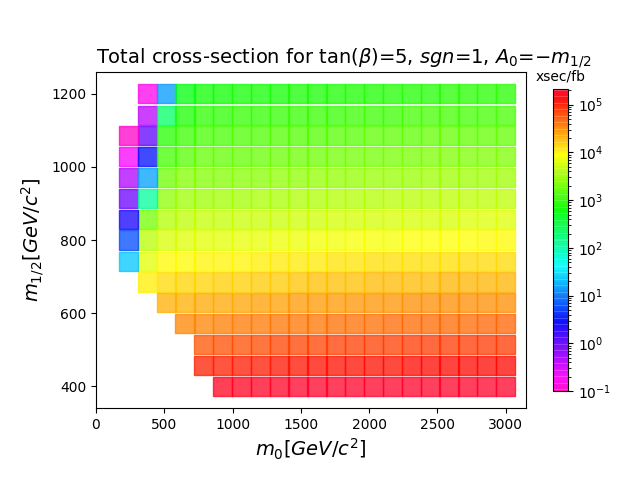 Total cross-section for tan(β)=5, sgn=1, A₀=−m₁/₂
xsec/fb
10⁵
10⁴
10³
10²
10¹
10⁰
10⁻¹
1200
1000
800
600
400
m₁/₂[GeV/c²]
0 500 1000 1500 2000 2500 3000
m₀[GeV/c²]